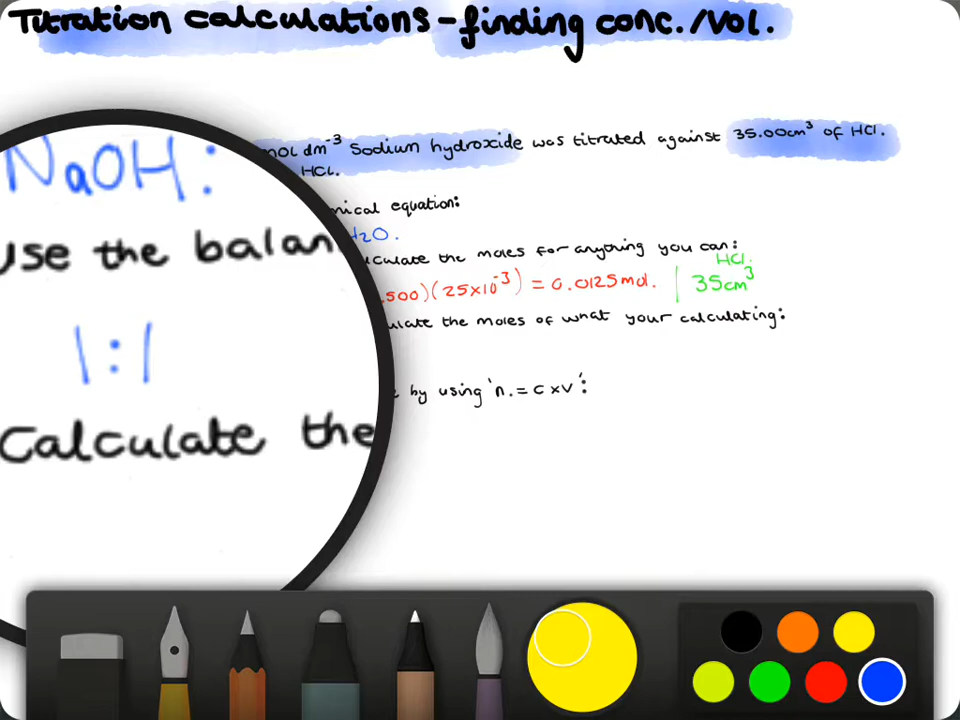 Titration calculations - finding conc./vol.
mol dm⁻³ Sodium hydroxide was titrated against 35.00cm³ of HCl.
HCl.
NaOH:
mical equation:
H₂O.
use the balan
culate the moles for anything you can:
HCl.
.500)(25x10⁻³) = 0.0125mol. | 35cm³
ulate the moles of what your calculating:
1:1
by using 'n. = c x v':
Calculate the